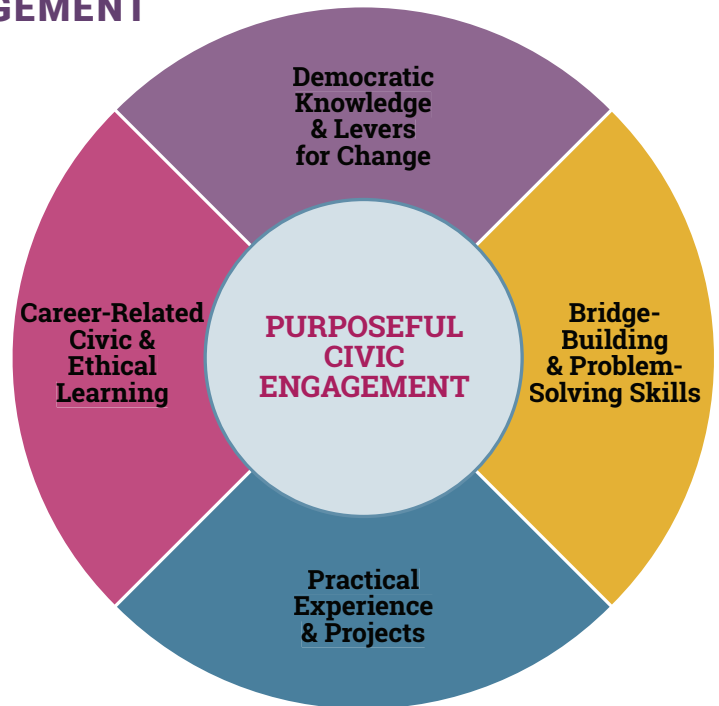 GEMENT
Democratic
Knowledge
& Levers
for Change
Career-Related
Civic &
Ethical
Learning
PURPOSEFUL
CIVIC
ENGAGEMENT
Bridge-
Building
& Problem-
Solving Skills
Practical
Experience
& Projects